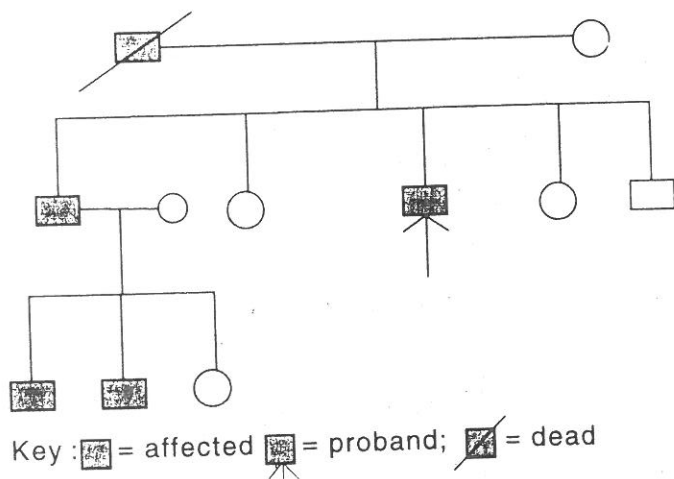 Key : = affected = proband; = dead